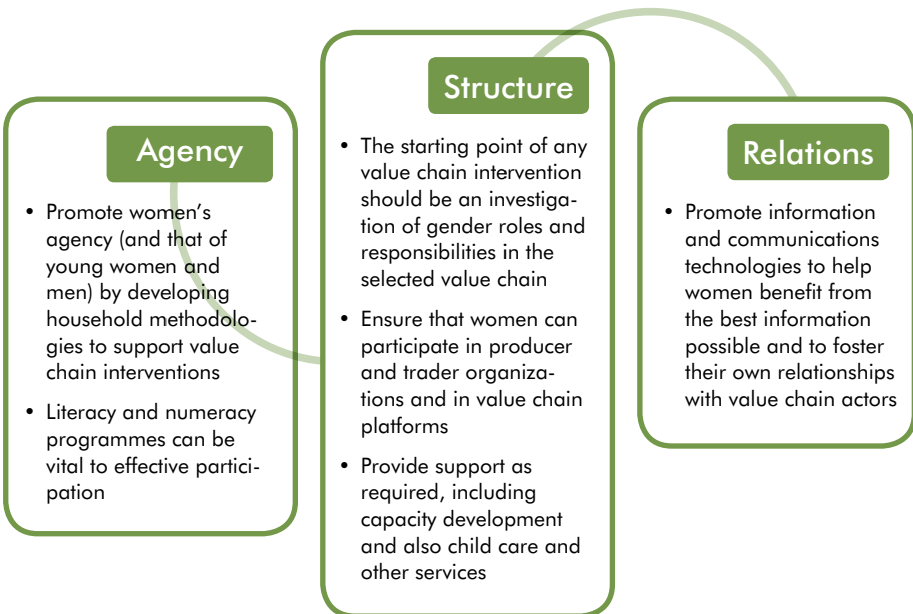 Agency
• Promote women's
agency (and that of
young women and
men) by developing
household methodolo-
gies to support value
chain interventions
• Literacy and numeracy
programmes can be
vital to effective partici-
pation
Structure
• The starting point of any
value chain intervention
should be an investiga-
tion of gender roles and
responsibilities in the
selected value chain
• Ensure that women can
participate in producer
and trader organiza-
tions and in value chain
platforms
• Provide support as
required, including
capacity development
and also child care and
other services
Relations
• Promote information
and communications
technologies to help
women benefit from
the best information
possible and to foster
their own relationships
with value chain actors